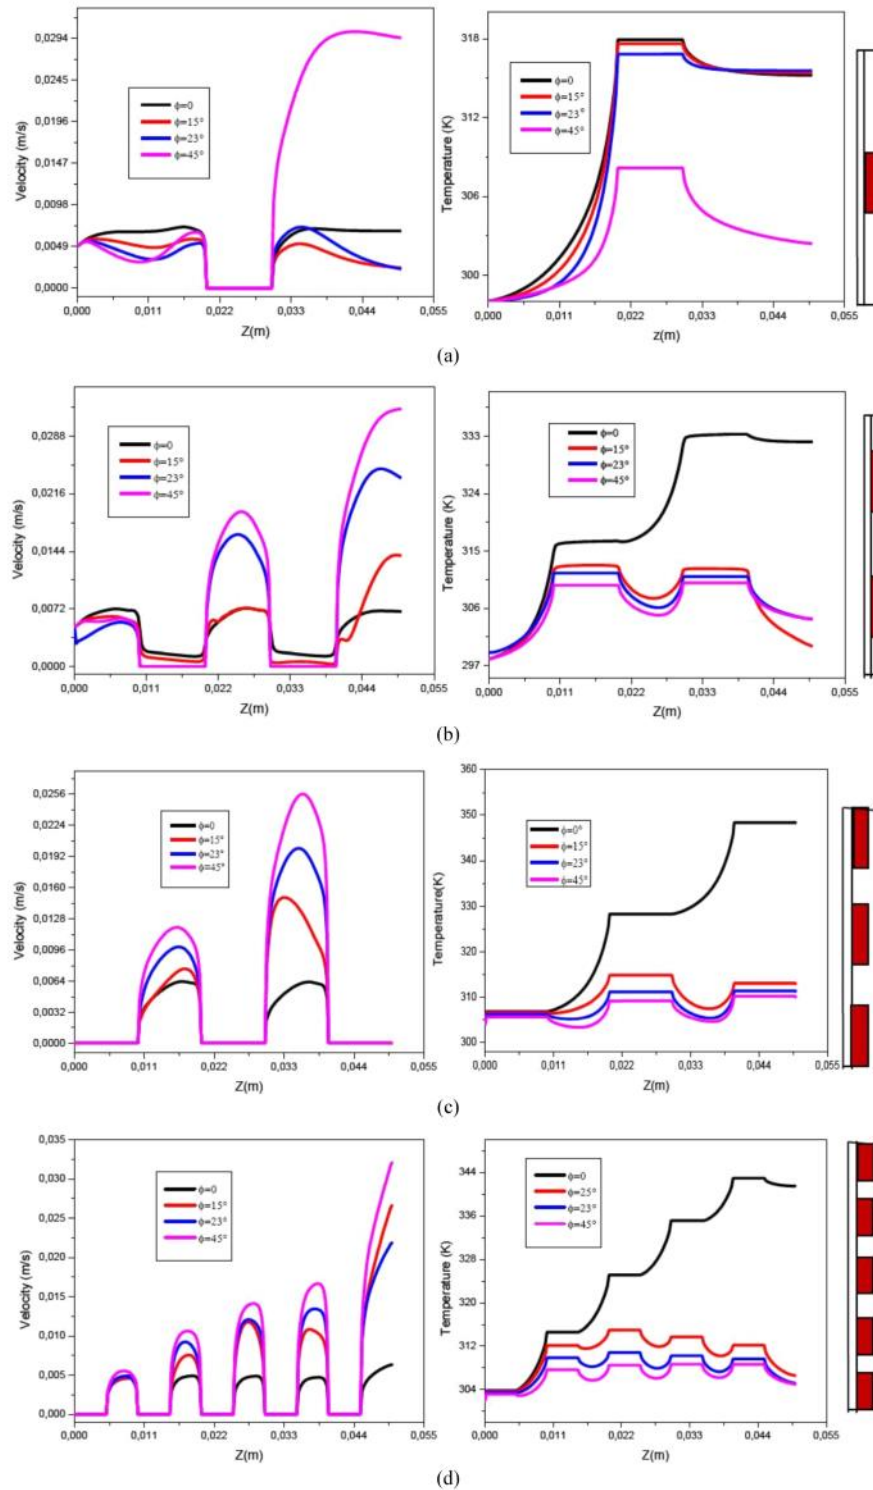 0,0294
0,0245
0,0196
0,0147
0,0098
0,0049
0,0000
Velocity (m/s)
ϕ=0
ϕ=15°
ϕ=23°
ϕ=45°
0,000 0,011 0,022 0,033 0,044 0,055
Z(m)
318
312
306
300
Temperature (K)
ϕ=0
ϕ=15°
ϕ=23°
ϕ=45°
0,000 0,011 0,022 0,033 0,044 0,055
z(m)
(a)
0,0288
0,0216
0,0144
0,0072
0,0000
Velocity (m/s)
ϕ=0
ϕ=15°
ϕ=23°
ϕ=45°
0,000 0,011 0,022 0,033 0,044 0,055
Z(m)
333
324
315
306
297
Temperature (K)
ϕ=0
ϕ=15°
ϕ=23°
ϕ=45°
0,000 0,011 0,022 0,033 0,044 0,055
Z(m)
(b)
0,0256
0,0224
0,0192
0,0160
0,0128
0,0096
0,0064
0,0032
0,0000
Velocity (m/s)
ϕ=0
ϕ=15°
ϕ=23°
ϕ=45°
0,000 0,011 0,022 0,033 0,044 0,055
Z(m)
360
350
340
330
320
310
300
Temperature(K)
ϕ=0°
ϕ=15°
ϕ=23°
ϕ=45°
0,000 0,011 0,022 0,033 0,044 0,055
Z(m)
(c)
0,035
0,030
0,025
0,020
0,015
0,010
0,005
0,000
Velocity (m/s)
ϕ=0
ϕ=15°
ϕ=23°
ϕ=45°
0,000 0,011 0,022 0,033 0,044 0,055
Z(m)
344
336
328
320
312
304
Temperature (K)
ϕ=0
ϕ=25°
ϕ=23°
ϕ=45°
0,000 0,011 0,022 0,033 0,044 0,055
Z(m)
(d)